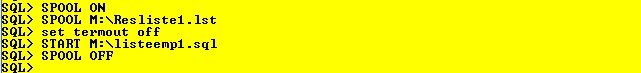 SQL> SPOOL ON
SQL> SPOOL M:\Resliste1.lst
SQL> set termout off
SQL> START M:\listeemp1.sql
SQL> SPOOL OFF
SQL>